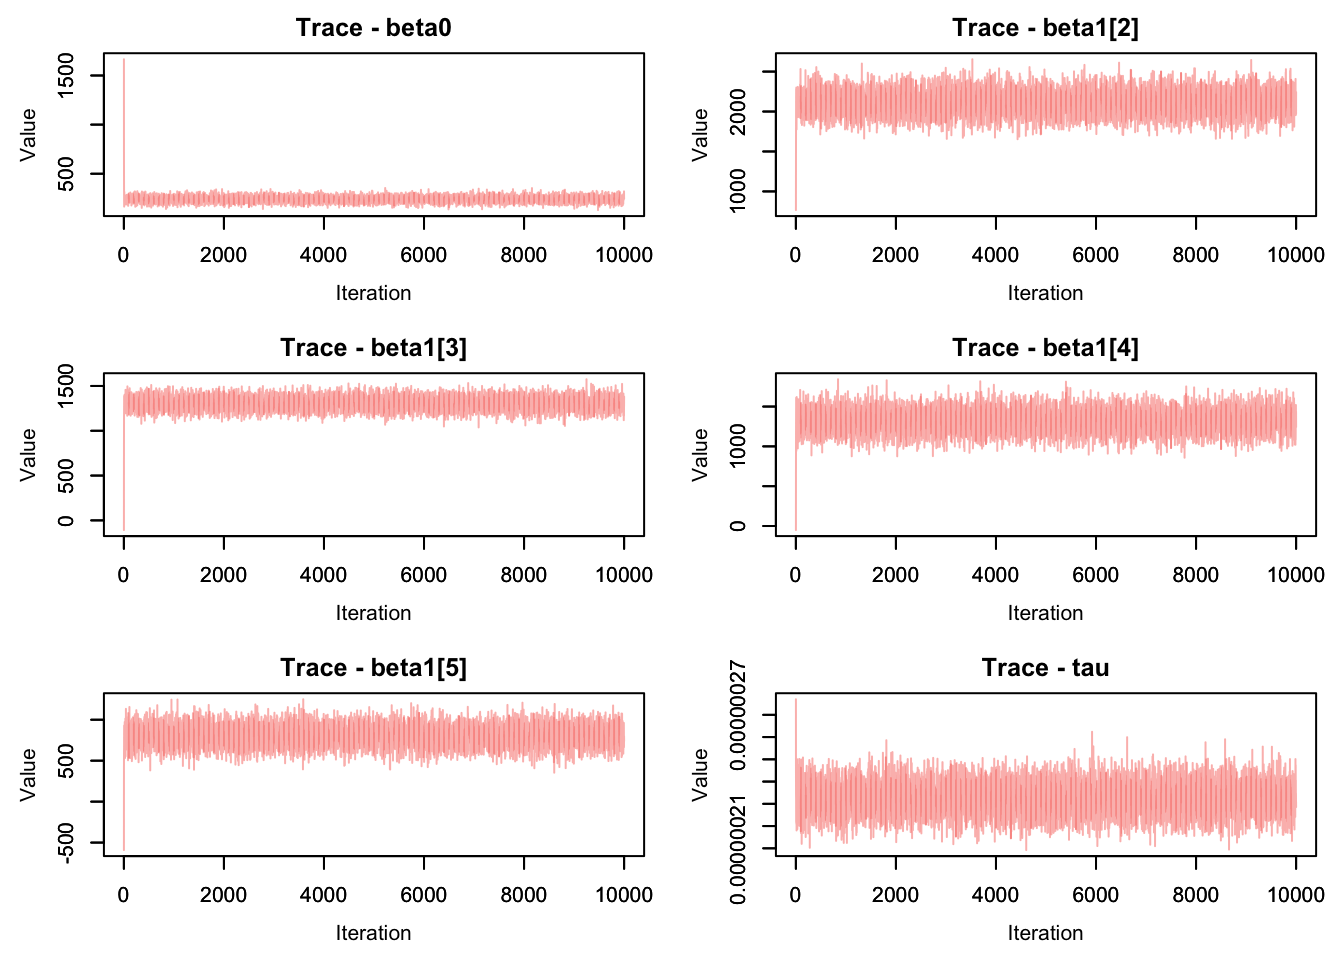 Trace - beta0
Value
500
1500
0 2000 4000 6000 8000 10000
Iteration
Trace - beta1[2]
Value
1000
2000
0 2000 4000 6000 8000 10000
Iteration
Trace - beta1[3]
Value
0
500
1500
0 2000 4000 6000 8000 10000
Iteration
Trace - beta1[4]
Value
0
1000
0 2000 4000 6000 8000 10000
Iteration
Trace - beta1[5]
Value
-500
500
0 2000 4000 6000 8000 10000
Iteration
Trace - tau
Value
0.00000021
0.00000027
0 2000 4000 6000 8000 10000
Iteration